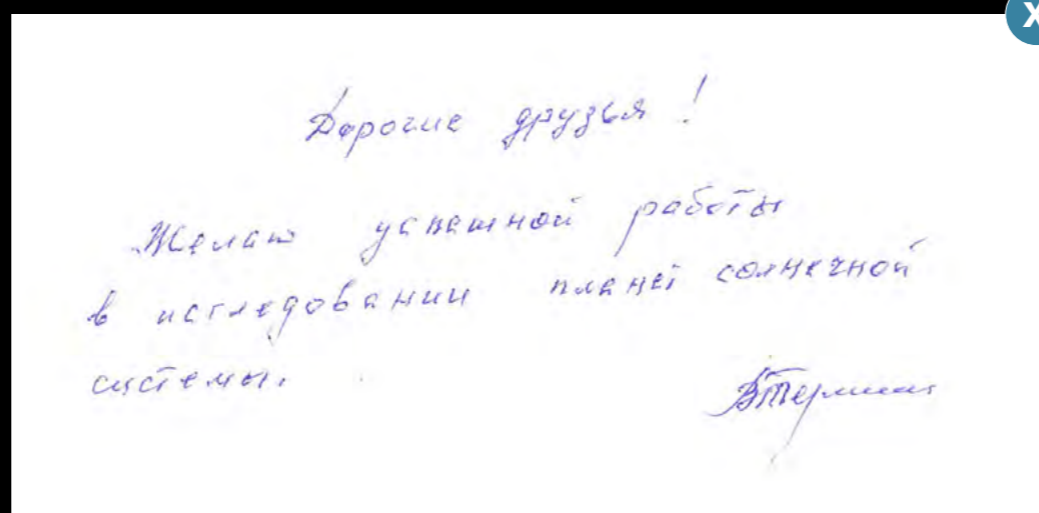 Дорогие друзья!
Желаю успешной работы
в исследовании планет солнечной
системы.
X